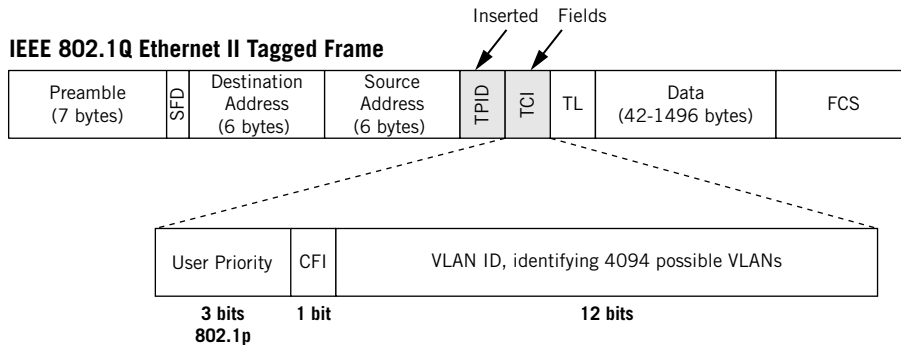 Inserted Fields
IEEE 802.1Q Ethernet II Tagged Frame
Preamble
(7 bytes)
SFD
Destination
Address
(6 bytes)
Source
Address
(6 bytes)
TPID
TCI
TL
Data
(42-1496 bytes)
FCS
User Priority
CFI
VLAN ID, identifying 4094 possible VLANs
3 bits
802.1p
1 bit
12 bits